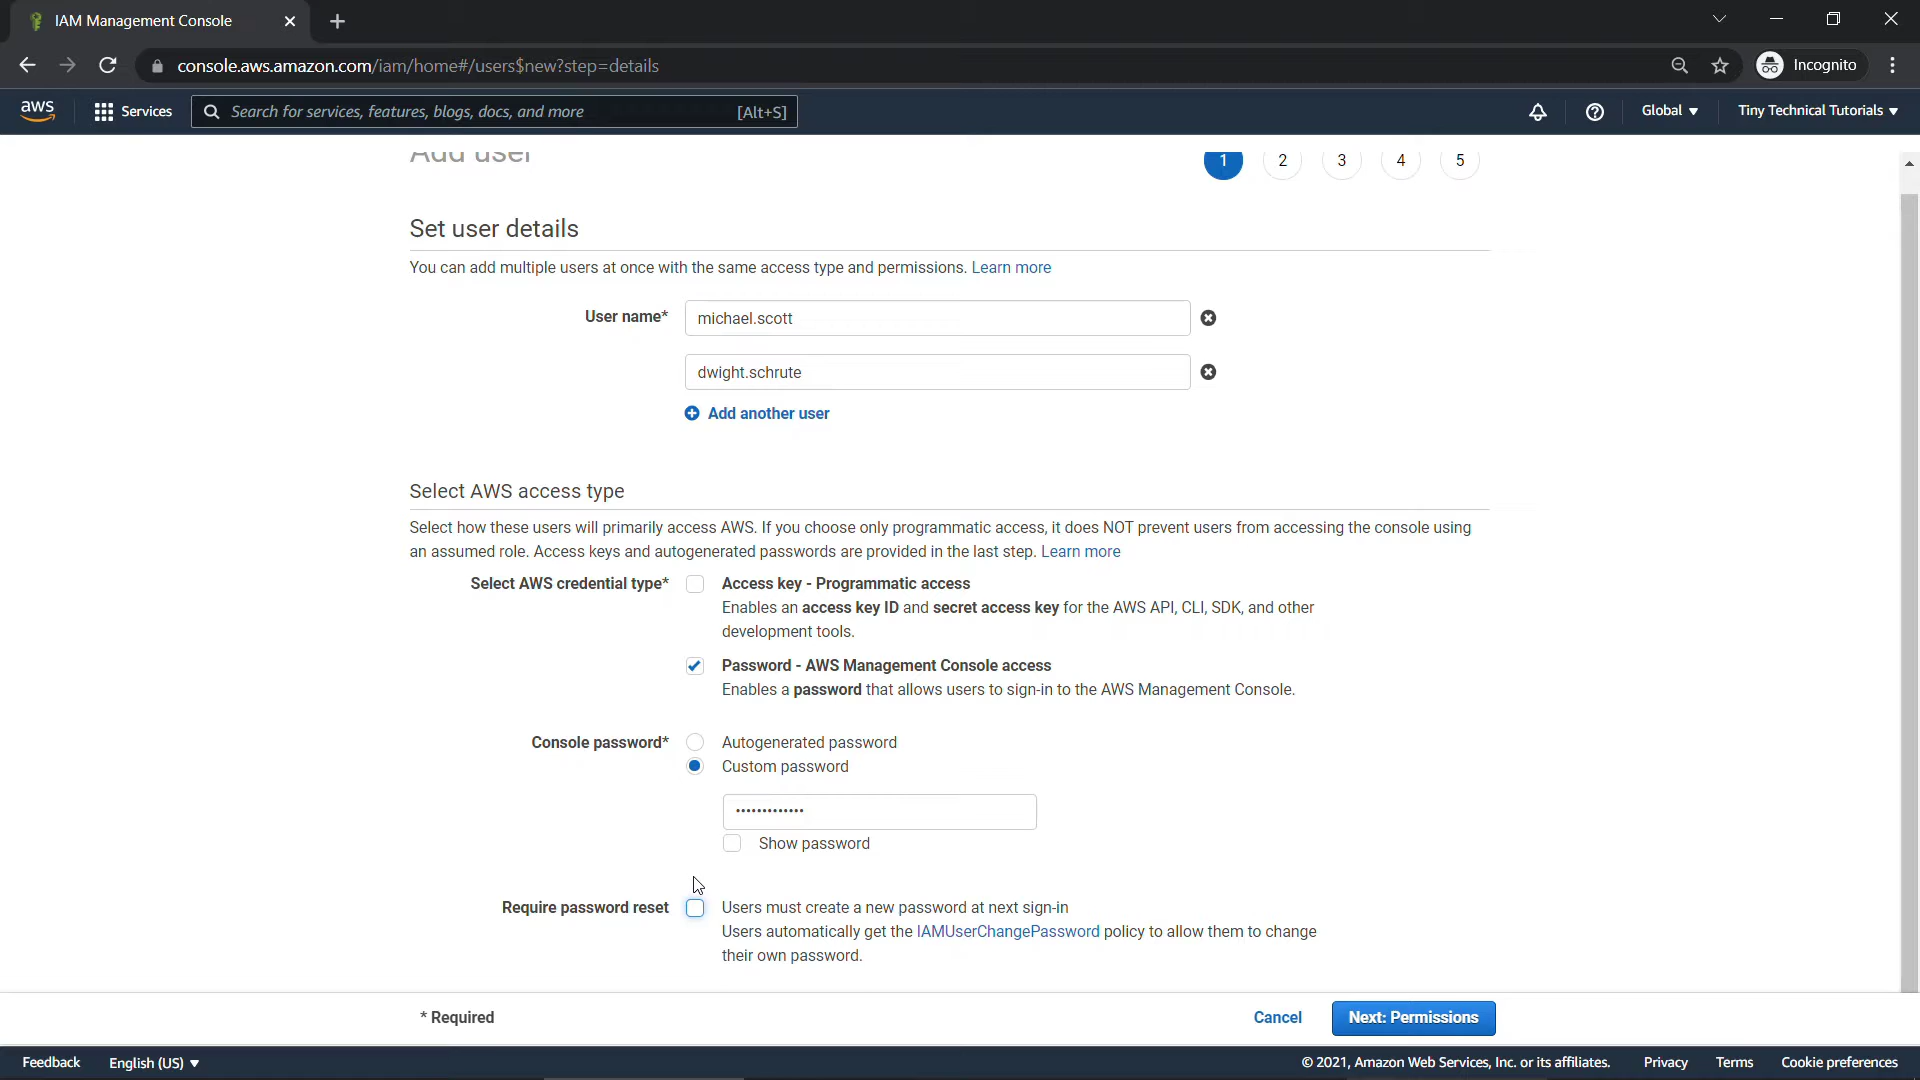 IAM Management Console
console.aws.amazon.com/iam/home#/users$new?step=details
Incognito
aws
Services
Search for services, features, blogs, docs, and more
[Alt+S]
Global
Tiny Technical Tutorials
Add user
1 2 3 4 5
Set user details
You can add multiple users at once with the same access type and permissions. Learn more
User name* michael.scott
dwight.schrute
Add another user
Select AWS access type
Select how these users will primarily access AWS. If you choose only programmatic access, it does NOT prevent users from accessing the console using
an assumed role. Access keys and autogenerated passwords are provided in the last step. Learn more
Select AWS credential type* Access key - Programmatic access
Enables an access key ID and secret access key for the AWS API, CLI, SDK, and other
development tools.
Password - AWS Management Console access
Enables a password that allows users to sign-in to the AWS Management Console.
Console password* Autogenerated password
Custom password
•••••••••••••
Show password
Require password reset Users must create a new password at next sign-in
Users automatically get the IAMUserChangePassword policy to allow them to change
their own password.
* Required
Cancel
Next: Permissions
Feedback
English (US)
© 2021, Amazon Web Services, Inc. or its affiliates.
Privacy
Terms
Cookie preferences